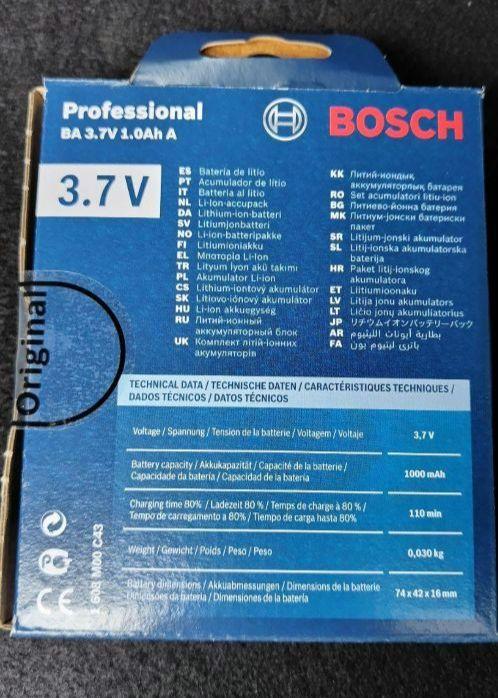 Professional
BA 3.7V 1.0Ah A
BOSCH
3.7 V
ES Batería de litio
PT Acumulador de lítio
IT Batteria al litio
NL Li-ion-accupack
DA Lithium-ion-batteri
SV Litiumjonbatteri
NO Li-ion-batteripakke
FI Litiumioniakku
EL Μπαταρία Li-Ion
TR Lityum İyon akü takımı
PL Akumulator Li-ion
CS Lithium-iontový akumulátor
SK Lítiovo-iónový akumulátor
HU Li-ion akkuegység
RU Литий-ионный
аккумуляторный блок
UK Комплект літій-іонних
акумуляторів
KK Литий-иондық
аккумуляторлық батарея
RO Set acumulatori litiu-ion
BG Литиево-йонна батерия
MK Литиум-јонски батериски
пакет
SR Litijum-jonski akumulator
SL Litij-ionska akumulatorska
baterija
HR Paket litij-ionskog
akumulatora
ET Liitiumioonaku
LV Litija jonu akumulators
LT Ličio jonų akumuliatorius
JP リチウムイオンバッテリーパック
AR بطارية أيونات الليثيوم
FA باتری لیتیوم یون
Original
TECHNICAL DATA / TECHNISCHE DATEN / CARACTÉRISTIQUES TECHNIQUES /
DADOS TÉCNICOS / DATOS TÉCNICOS
Voltage / Spannung / Tension de la batterie / Voltagem / Voltaje 3,7 V
Battery capacity / Akkukapazität / Capacité de la batterie /
Capacidade da bateria / Capacidad de la batería 1000 mAh
Charging time 80% / Ladezeit 80 % / Temps de charge à 80 % /
Tempo de carregamento a 80% / Tiempo de carga hasta 80% 110 min
Weight / Gewicht / Poids / Peso / Peso 0,030 kg
Battery dimensions / Akkuabmessungen / Dimensions de la batterie
Dimensões da bateria / Dimensiones de la batería 74 x 42 x 16 mm
1 608 M00 C43